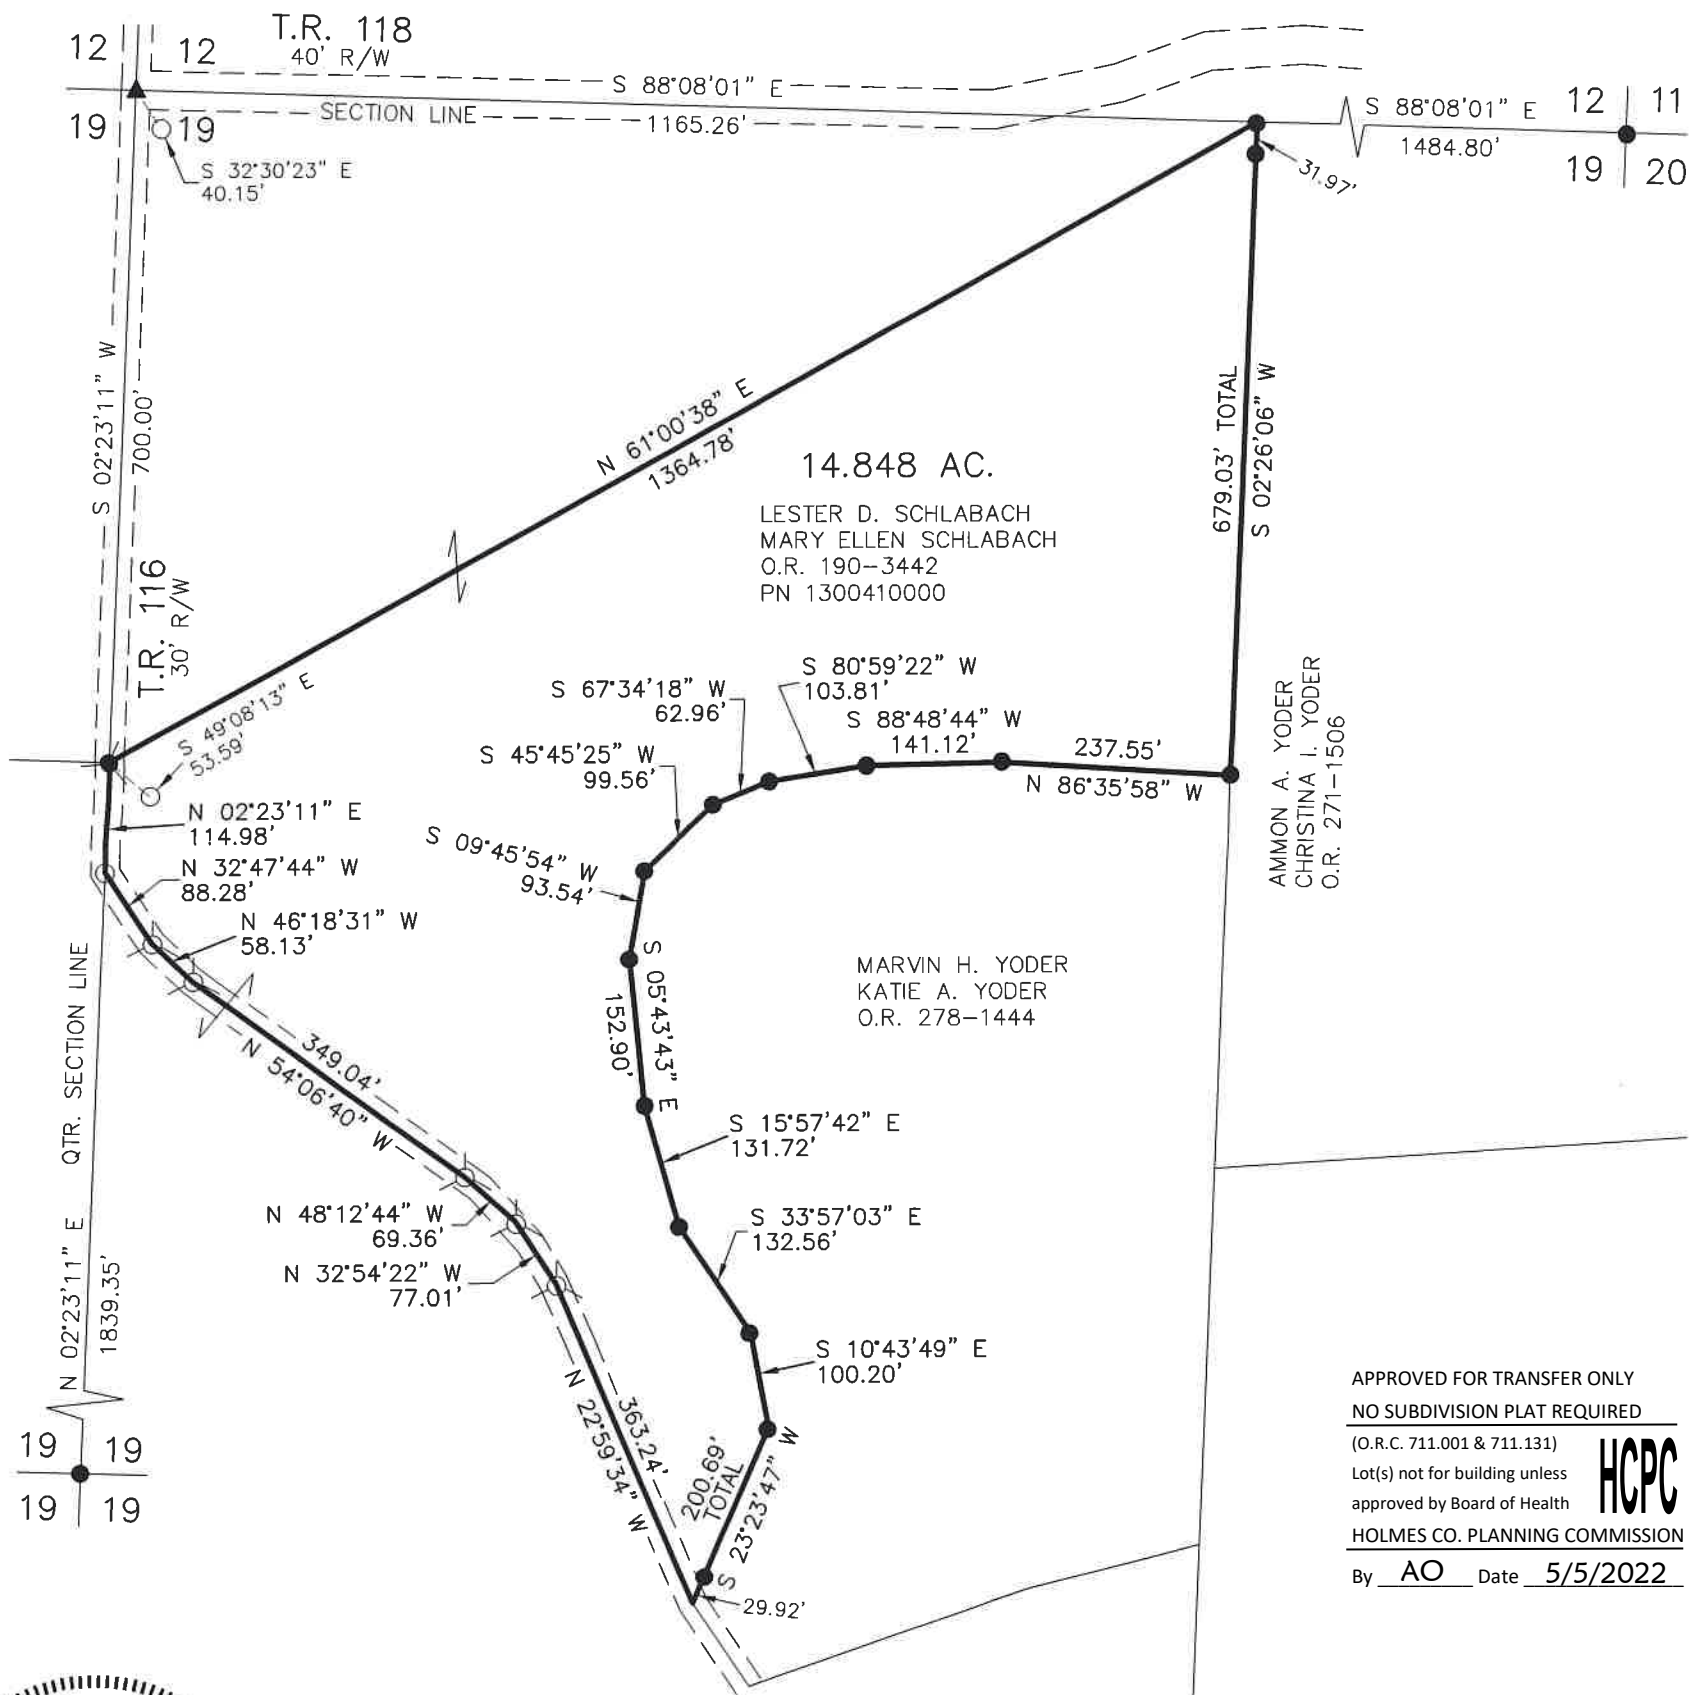 T.R. 118
40' R/W
12 12
19 19
S 88°08'01" E
SECTION LINE
1165.26'
S 88°08'01" E
1484.80'
12 11
19 20
S 32°30'23" E
40.15'
31.97'
S 02°23'11" W
700.00'
N 61°00'38" E
1364.78'
14.848 AC.
LESTER D. SCHLABACH
MARY ELLEN SCHLABACH
O.R. 190-3442
PN 1300410000
679.03' TOTAL
S 02°26'06" W
T.R. 116
30' R/W
S 49°08'13" E
53.59'
S 80°59'22" W
103.81'
S 67°34'18" W
62.96'
S 88°48'44" W
141.12'
237.55'
N 86°35'58" W
S 45°45'25" W
99.56'
AMMON A. YODER
CHRISTINA I. YODER
O.R. 271-1506
N 02°23'11" E
114.98'
S 09°45'54" W
93.54'
N 32°47'44" W
88.28'
N 46°18'31" W
58.13'
S 05°43'43" E
152.90'
MARVIN H. YODER
KATIE A. YODER
O.R. 278-1444
349.04'
N 54°06'40" W
S 15°57'42" E
131.72'
N 48°12'44" W
69.36'
S 33°57'03" E
132.56'
N 32°54'22" W
77.01'
N 02°23'11" E QTR. SECTION LINE
1839.35'
S 10°43'49" E
100.20'
363.24'
N 22°59'34" W
200.69'
TOTAL
S 23°23'47" W
29.92'
19 19
19 19
APPROVED FOR TRANSFER ONLY
NO SUBDIVISION PLAT REQUIRED
(O.R.C. 711.001 & 711.131)
Lot(s) not for building unless
approved by Board of Health
HCPC
HOLMES CO. PLANNING COMMISSION
By AO Date 5/5/2022